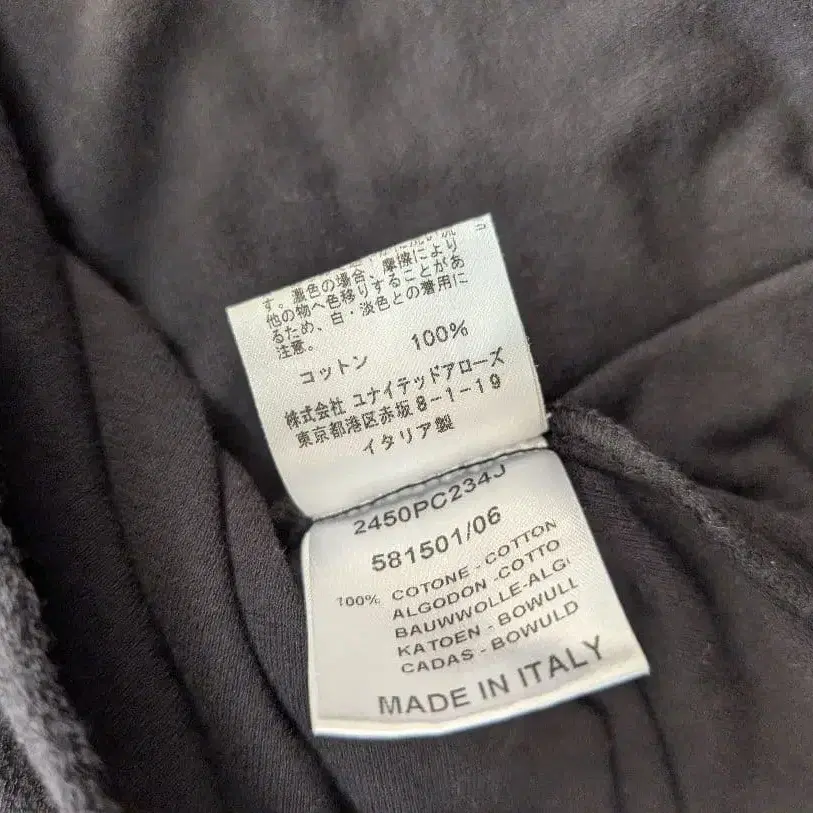 す。濃色の場合、摩擦により
他の物へ色移りすることがあ
るため、白・淡色との着用に
注意。
コットン 100%
株式会社 ユナイテッドアローズ
東京都港区赤坂8-1-19
イタリア製
2450PC234J
581501/06
100% COTONE - COTTON
ALGODON - COTTO
BAUWWOLLE-ALG
KATOEN - BOWULL
CADAS - BOWULD
MADE IN ITALY